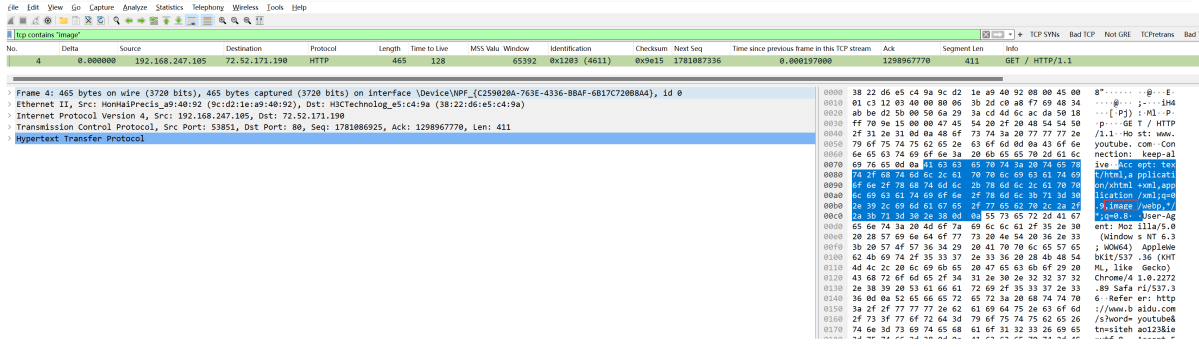 File Edit View Go Capture Analyze Statistics Telephony Wireless Tools Help
tcp contains "image"
+ TCP SYNs Bad TCP Not GRE TCPretrans Bad
No. Delta Source Destination Protocol Length Time to Live MSS Valu Window Identification Checksum Next Seq Time since previous frame in this TCP stream Ack Segment Len Info
4 0.000000 192.168.247.105 72.52.171.190 HTTP 465 128 65392 0x1203 (4611) 0x9e15 1781087336 0.000197000 1298967770 411 GET / HTTP/1.1
Frame 4: 465 bytes on wire (3720 bits), 465 bytes captured (3720 bits) on interface \Device\NPF_{C259020A-763E-4336-BBAF-6B17C720B8A4}, id 0
Ethernet II, Src: HonHaiPrecis_a9:40:92 (9c:d2:1e:a9:40:92), Dst: H3CTechnolog_e5:c4:9a (38:22:d6:e5:c4:9a)
Internet Protocol Version 4, Src: 192.168.247.105, Dst: 72.52.171.190
Transmission Control Protocol, Src Port: 53851, Dst Port: 80, Seq: 1781086925, Ack: 1298967770, Len: 411
Hypertext Transfer Protocol
0000 38 22 d6 e5 c4 9a 9c d2 1e a9 40 92 08 00 45 00 8"······ ··@···E·
0010 01 c3 12 03 40 00 80 06 3b 2d c0 a8 f7 69 48 34 ····@··· ;-···iH4
0020 ab be d2 5b 00 50 6a 29 3a cd 4d 6c ac da 50 18 ···[·Pj) :·Ml··P·
0030 ff 70 9e 15 00 00 47 45 54 20 2f 20 48 54 54 50 ·p····GE T / HTTP
0040 2f 31 2e 31 0d 0a 48 6f 73 74 3a 20 77 77 77 2e /1.1··Ho st: www.
0050 79 6f 75 74 75 62 65 2e 63 6f 6d 0d 0a 43 6f 6e youtube. com··Con
0060 6e 65 63 74 69 6f 6e 3a 20 6b 65 65 70 2d 61 6c nection: keep-al
0070 69 76 65 0d 0a 41 63 63 65 70 74 3a 20 74 65 78 ive··Acc ept: tex
0080 74 2f 68 74 6d 6c 2c 61 70 70 6c 69 63 61 74 69 t/html,a pplicati
0090 6f 6e 2f 78 68 74 6d 6c 2b 78 6d 6c 2c 61 70 70 on/xhtml +xml,app
00a0 6c 69 63 61 74 69 6f 6e 2f 78 6d 6c 3b 71 3d 30 lication /xml;q=0
00b0 2e 39 2c 69 6d 61 67 65 2f 77 65 62 70 2c 2a 2f .9,image /webp,*/
00c0 2a 3b 71 3d 30 2e 38 0d 0a 55 73 65 72 2d 41 67 *;q=0.8· ·User-Ag
00d0 65 6e 74 3a 20 4d 6f 7a 69 6c 6c 61 2f 35 2e 30 ent: Moz illa/5.0
00e0 20 28 57 69 6e 64 6f 77 73 20 4e 54 20 36 2e 33 (Window s NT 6.3
00f0 3b 20 57 4f 57 36 34 29 20 41 70 70 6c 65 57 65 ; WOW64) AppleWe
0100 62 4b 69 74 2f 35 33 37 2e 33 36 20 28 4b 48 54 bKit/537 .36 (KHT
0110 4d 4c 2c 20 6c 69 6b 65 20 47 65 63 6b 6f 29 20 ML, like Gecko)
0120 43 68 72 6f 6d 65 2f 34 31 2e 30 2e 32 32 37 32 Chrome/4 1.0.2272
0130 2e 38 39 20 53 61 66 61 72 69 2f 35 33 37 2e 33 .89 Safa ri/537.3
0140 36 0d 0a 52 65 66 65 72 65 72 3a 20 68 74 74 70 6··Refer er: http
0150 3a 2f 2f 77 77 77 2e 62 61 69 64 75 2e 63 6f 6d ://www.b aidu.com
0160 2f 73 3f 77 6f 72 64 3d 79 6f 75 74 75 62 65 26 /s?word= youtube&
0170 74 6e 3d 73 69 74 65 68 61 6f 31 32 33 26 69 65 tn=siteh ao123&ie